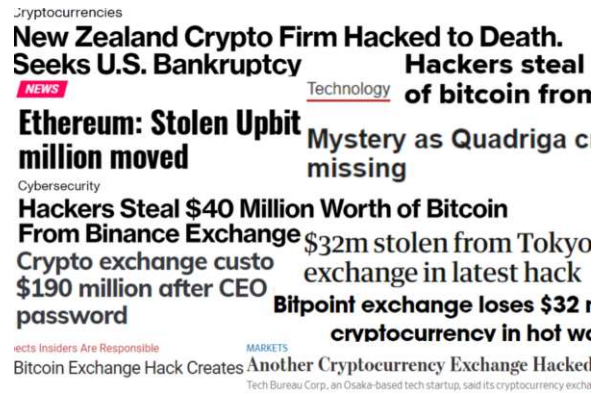 Cryptocurrencies
New Zealand Crypto Firm Hacked to Death.
Seeks U.S. Bankruptcy
Hackers steal
of bitcoin from
NEWS
Technology
Ethereum: Stolen Upbit
million moved
Mystery as Quadriga
missing
Cybersecurity
Hackers Steal $40 Million Worth of Bitcoin
From Binance Exchange
$32m stolen from Tokyo
exchange in latest hack
Crypto exchange custo
$190 million after CEO
password
Bitpoint exchange loses $32
cryptocurrency in hot
ects Insiders Are Responsible
Bitcoin Exchange Hack Creates
MARKETS
Another Cryptocurrency Exchange Hacked
Tech Bureau Corp., an Osaka-based tech startup, said its cryptocurrency